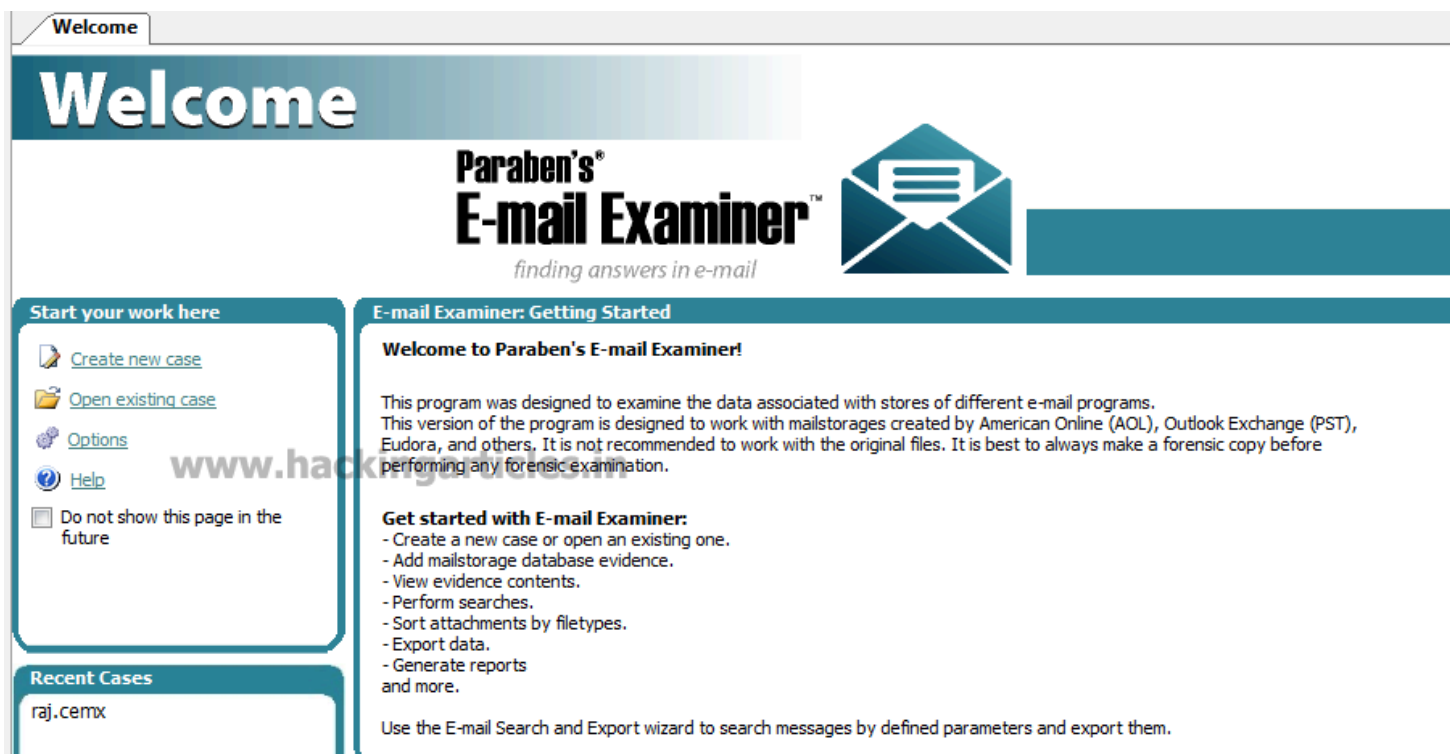 Welcome
Welcome
Paraben's®
E-mail Examiner™
finding answers in e-mail
Start your work here
Create new case
Open existing case
Options
Help
Do not show this page in the
future
Recent Cases
raj.cemx
E-mail Examiner: Getting Started
Welcome to Paraben's E-mail Examiner!
This program was designed to examine the data associated with stores of different e-mail programs.
This version of the program is designed to work with mailstorages created by American Online (AOL), Outlook Exchange (PST),
Eudora, and others. It is not recommended to work with the original files. It is best to always make a forensic copy before
performing any forensic examination.
Get started with E-mail Examiner:
- Create a new case or open an existing one.
- Add mailstorage database evidence.
- View evidence contents.
- Perform searches.
- Sort attachments by filetypes.
- Export data.
- Generate reports
and more.
Use the E-mail Search and Export wizard to search messages by defined parameters and export them.
www.hackingarticles.in